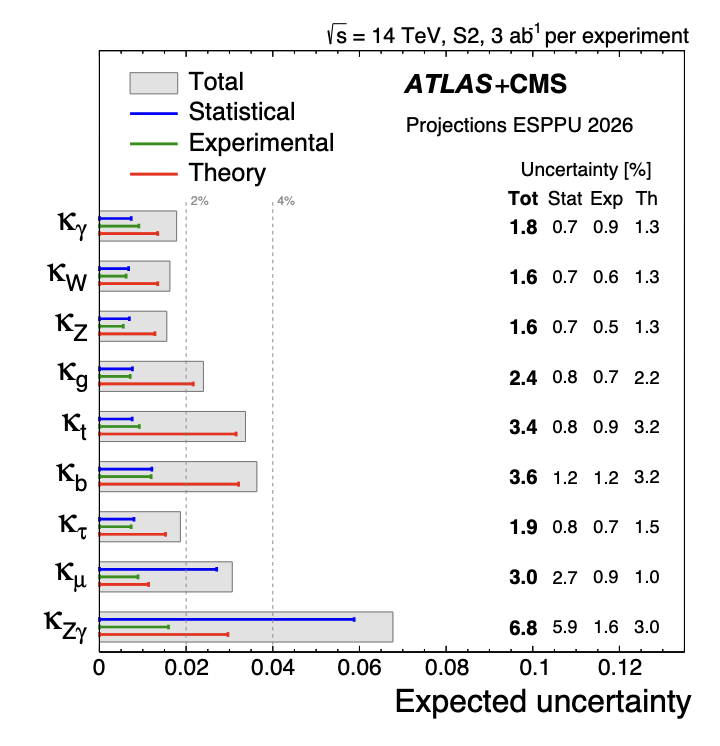 √s = 14 TeV, S2, 3 ab⁻¹ per experiment
Total
Statistical
Experimental
Theory
ATLAS+CMS
Projections ESPPU 2026
Uncertainty [%]
Tot Stat Exp Th
2% 4%
κγ 1.8 0.7 0.9 1.3
κW 1.6 0.7 0.6 1.3
κZ 1.6 0.7 0.5 1.3
κg 2.4 0.8 0.7 2.2
κt 3.4 0.8 0.9 3.2
κb 3.6 1.2 1.2 3.2
κτ 1.9 0.8 0.7 1.5
κμ 3.0 2.7 0.9 1.0
κZγ 6.8 5.9 1.6 3.0
0 0.02 0.04 0.06 0.08 0.1 0.12
Expected uncertainty